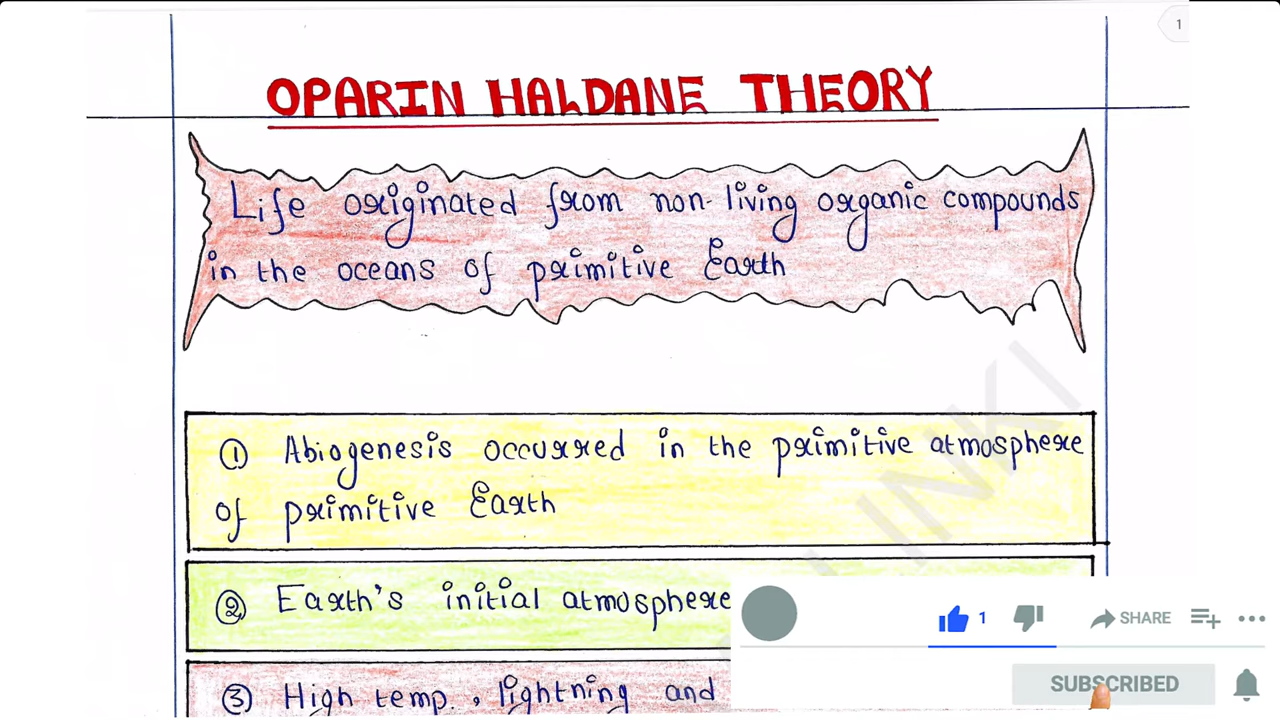 1
OPARIN HALDANE THEORY
Life originated from non-living organic compounds
in the oceans of primitive Earth
① Abiogenesis occurred in the primitive atmosphere
of primitive Earth
② Earth's initial atmosphere
③ High temp., lightning and
LINKI
1
SHARE
SUBSCRIBED